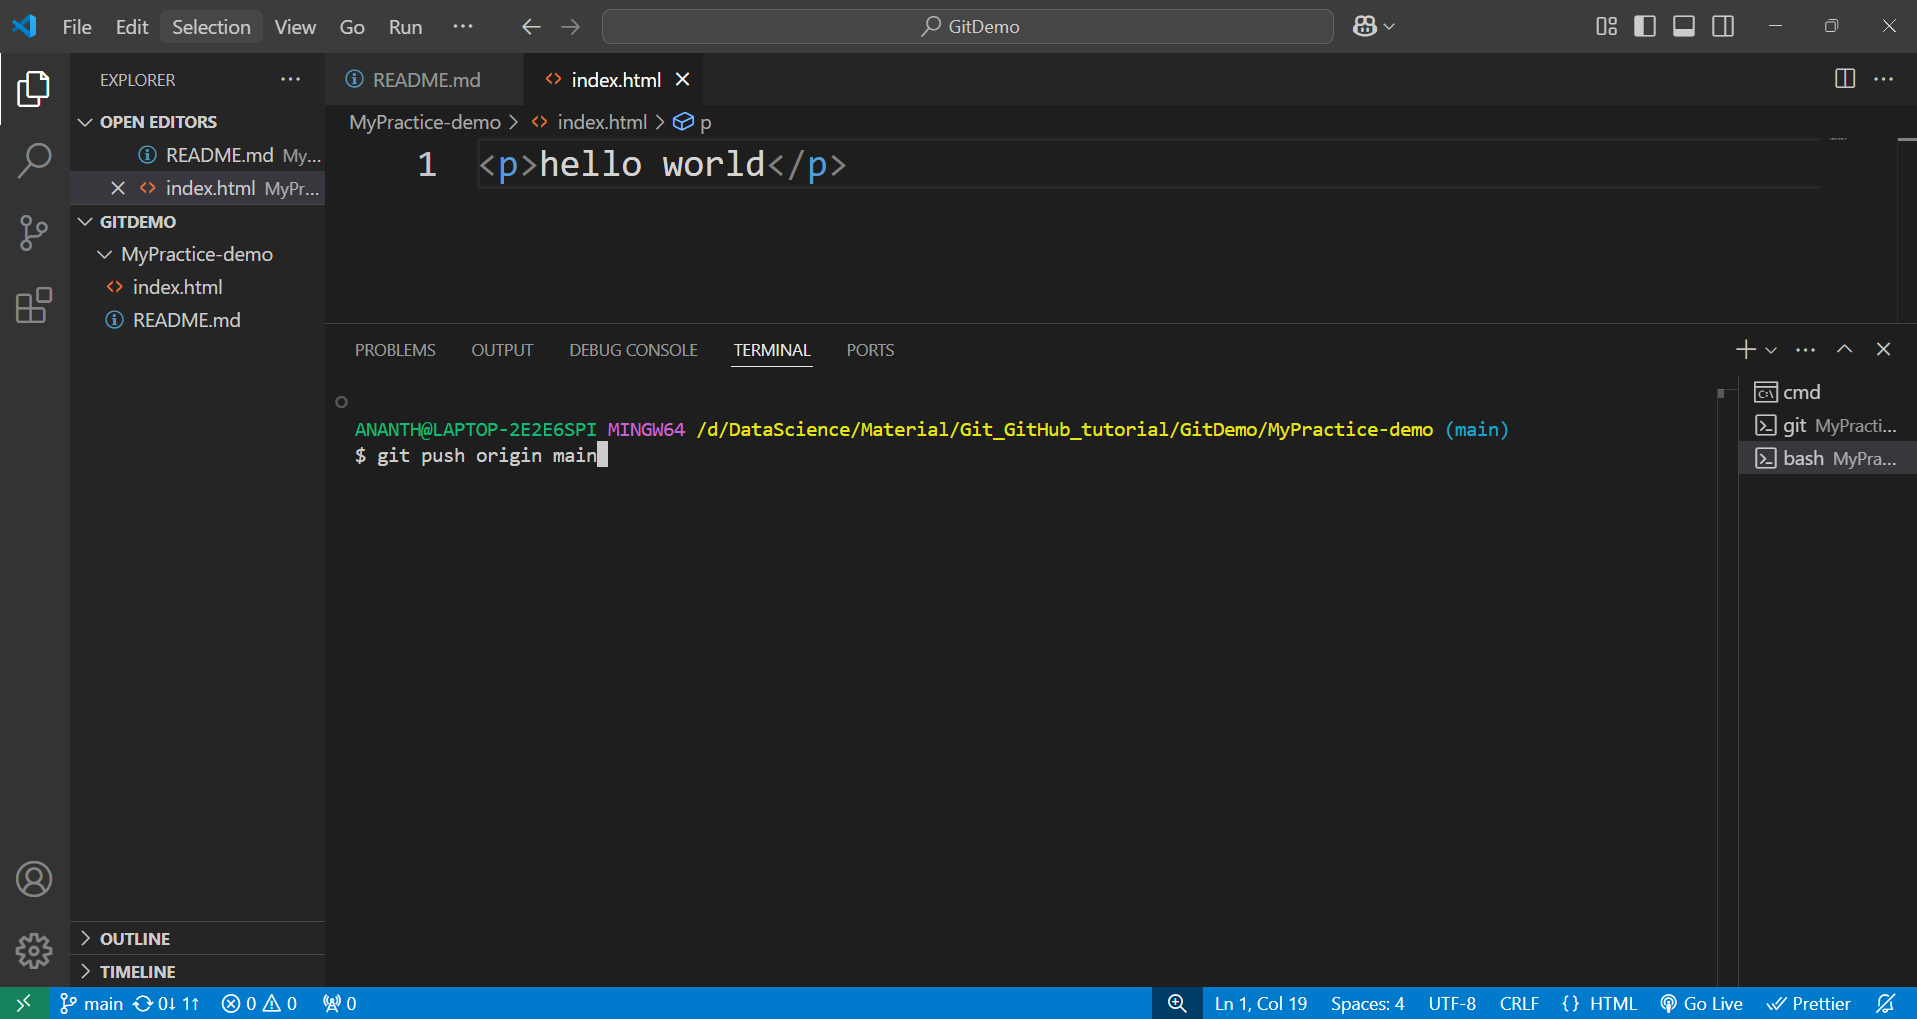 File Edit Selection View Go Run ··· GitDemo
EXPLORER ··· README.md index.html
OPEN EDITORS
README.md My...
index.html MyPr...
GITDEMO
MyPractice-demo
index.html
README.md
OUTLINE
TIMELINE
MyPractice-demo > index.html > p
1 <p>hello world</p>
PROBLEMS OUTPUT DEBUG CONSOLE TERMINAL PORTS
ANANTH@LAPTOP-2E2E6SPI MINGW64 /d/DataScience/Material/Git_GitHub_tutorial/GitDemo/MyPractice-demo (main)
$ git push origin main
cmd
git MyPracti...
bash MyPra...
main 0↓ 1↑ 0 0 0 Ln 1, Col 19 Spaces: 4 UTF-8 CRLF {} HTML Go Live Prettier